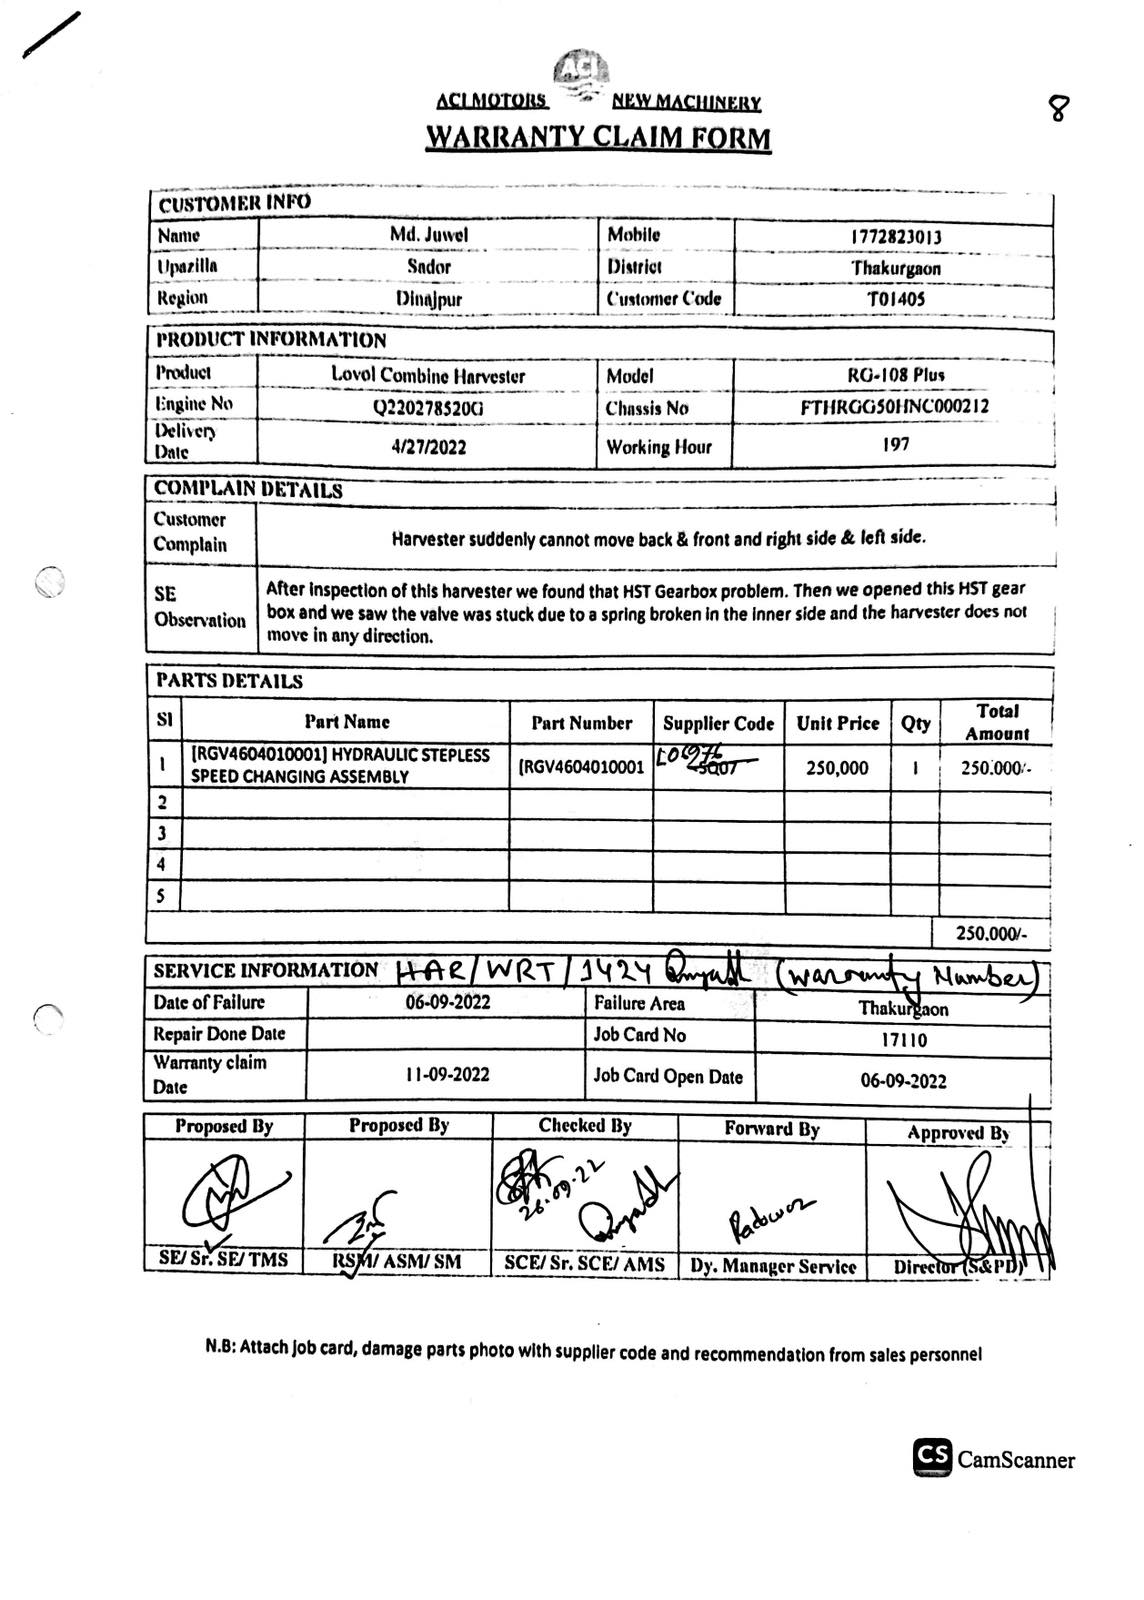 ACI
ACI MOTORS NEW MACHINERY
8
WARRANTY CLAIM FORM
CUSTOMER INFO
Name Md. Juwel Mobile 1772823013
Upazilla Sador District Thakurgaon
Region Dinajpur Customer Code T01405
PRODUCT INFORMATION
Product Lovol Combine Harvester Model RG-108 Plus
Engine No Q220278520G Chassis No FTHRGG50HNC000212
Delivery Date 4/27/2022 Working Hour 197
COMPLAIN DETAILS
Customer Complain Harvester suddenly cannot move back & front and right side & left side.
SE Observation
After inspection of this harvester we found that HST Gearbox problem. Then we opened this HST gear
box and we saw the valve was stuck due to a spring broken in the inner side and the harvester does not
move in any direction.
PARTS DETAILS
Sl Part Name Part Number Supplier Code Unit Price Qty Total Amount
1 [RGV4604010001] HYDRAULIC STEPLESS
SPEED CHANGING ASSEMBLY [RGV4604010001 250,000 1 250.000/-
2
3
4
5
250.000/-
SERVICE INFORMATION HAR/WRT/1424 (Warranty Number)
Date of Failure 06-09-2022 Failure Area Thakurgaon
Repair Done Date Job Card No 17110
Warranty claim Date 11-09-2022 Job Card Open Date 06-09-2022
Proposed By Proposed By Checked By Forward By Approved By
26-09-22
SE/ Sr. SE/ TMS RSM/ ASM/ SM SCE/ Sr. SCE/ AMS Dy. Manager Service Director (S&PD)
N.B: Attach job card, damage parts photo with supplier code and recommendation from sales personnel
CS CamScanner